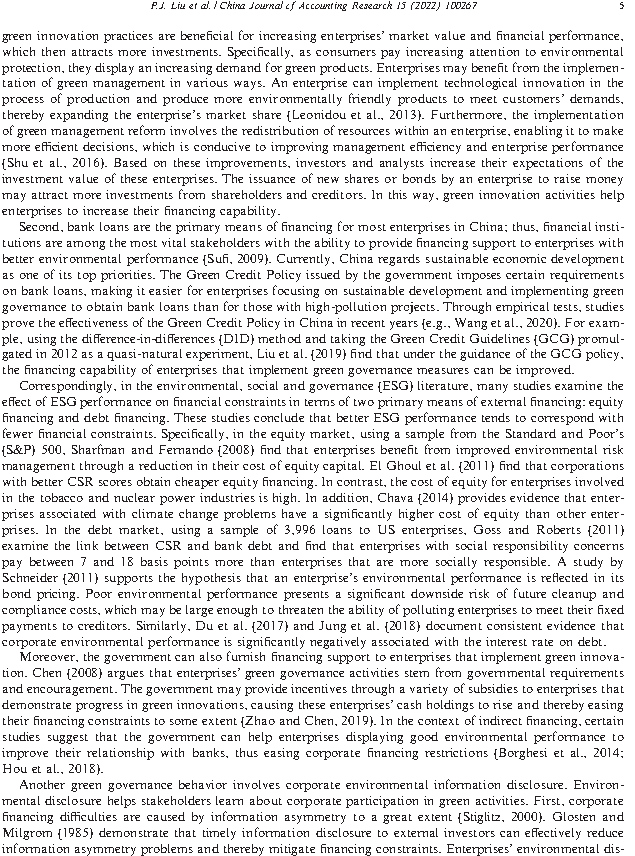 P.J. Liu et al. / China Journal of Accounting Research 15 (2022) 100267 5
green innovation practices are beneficial for increasing enterprises' market value and financial performance,
which then attracts more investments. Specifically, as consumers pay increasing attention to environmental
protection, they display an increasing demand for green products. Enterprises may benefit from the implemen-
tation of green management in various ways. An enterprise can implement technological innovation in the
process of production and produce more environmentally friendly products to meet customers' demands,
thereby expanding the enterprise's market share (Leonidou et al., 2013). Furthermore, the implementation
of green management reform involves the redistribution of resources within an enterprise, enabling it to make
more efficient decisions, which is conducive to improving management efficiency and enterprise performance
(Shu et al., 2016). Based on these improvements, investors and analysts increase their expectations of the
investment value of these enterprises. The issuance of new shares or bonds by an enterprise to raise money
may attract more investments from shareholders and creditors. In this way, green innovation activities help
enterprises to increase their financing capability.
Second, bank loans are the primary means of financing for most enterprises in China; thus, financial insti-
tutions are among the most vital stakeholders with the ability to provide financing support to enterprises with
better environmental performance (Sufi, 2009). Currently, China regards sustainable economic development
as one of its top priorities. The Green Credit Policy issued by the government imposes certain requirements
on bank loans, making it easier for enterprises focusing on sustainable development and implementing green
governance to obtain bank loans than for those with high-pollution projects. Through empirical tests, studies
prove the effectiveness of the Green Credit Policy in China in recent years (e.g., Wang et al., 2020). For exam-
ple, using the difference-in-differences (DID) method and taking the Green Credit Guidelines (GCG) promul-
gated in 2012 as a quasi-natural experiment, Liu et al. (2019) find that under the guidance of the GCG policy,
the financing capability of enterprises that implement green governance measures can be improved.
Correspondingly, in the environmental, social and governance (ESG) literature, many studies examine the
effect of ESG performance on financial constraints in terms of two primary means of external financing: equity
financing and debt financing. These studies conclude that better ESG performance tends to correspond with
fewer financial constraints. Specifically, in the equity market, using a sample from the Standard and Poor's
(S&P) 500, Sharfman and Fernando (2008) find that enterprises benefit from improved environmental risk
management through a reduction in their cost of equity capital. El Ghoul et al. (2011) find that corporations
with better CSR scores obtain cheaper equity financing. In contrast, the cost of equity for enterprises involved
in the tobacco and nuclear power industries is high. In addition, Chava (2014) provides evidence that enter-
prises associated with climate change problems have a significantly higher cost of equity than other enter-
prises. In the debt market, using a sample of 3,996 loans to US enterprises, Goss and Roberts (2011)
examine the link between CSR and bank debt and find that enterprises with social responsibility concerns
pay between 7 and 18 basis points more than enterprises that are more socially responsible. A study by
Schneider (2011) supports the hypothesis that an enterprise's environmental performance is reflected in its
bond pricing. Poor environmental performance presents a significant downside risk of future cleanup and
compliance costs, which may be large enough to threaten the ability of polluting enterprises to meet their fixed
payments to creditors. Similarly, Du et al. (2017) and Jung et al. (2018) document consistent evidence that
corporate environmental performance is significantly negatively associated with the interest rate on debt.
Moreover, the government can also furnish financing support to enterprises that implement green innova-
tion. Chen (2008) argues that enterprises' green governance activities stem from governmental requirements
and encouragement. The government may provide incentives through a variety of subsidies to enterprises that
demonstrate progress in green innovations, causing these enterprises' cash holdings to rise and thereby easing
their financing constraints to some extent (Zhao and Chen, 2019). In the context of indirect financing, certain
studies suggest that the government can help enterprises displaying good environmental performance to
improve their relationship with banks, thus easing corporate financing restrictions (Borghesi et al., 2014;
Hou et al., 2018).
Another green governance behavior involves corporate environmental information disclosure. Environ-
mental disclosure helps stakeholders learn about corporate participation in green activities. First, corporate
financing difficulties are caused by information asymmetry to a great extent (Stiglitz, 2000). Glosten and
Milgrom (1985) demonstrate that timely information disclosure to external investors can effectively reduce
information asymmetry problems and thereby mitigate financing constraints. Enterprises' environmental dis-